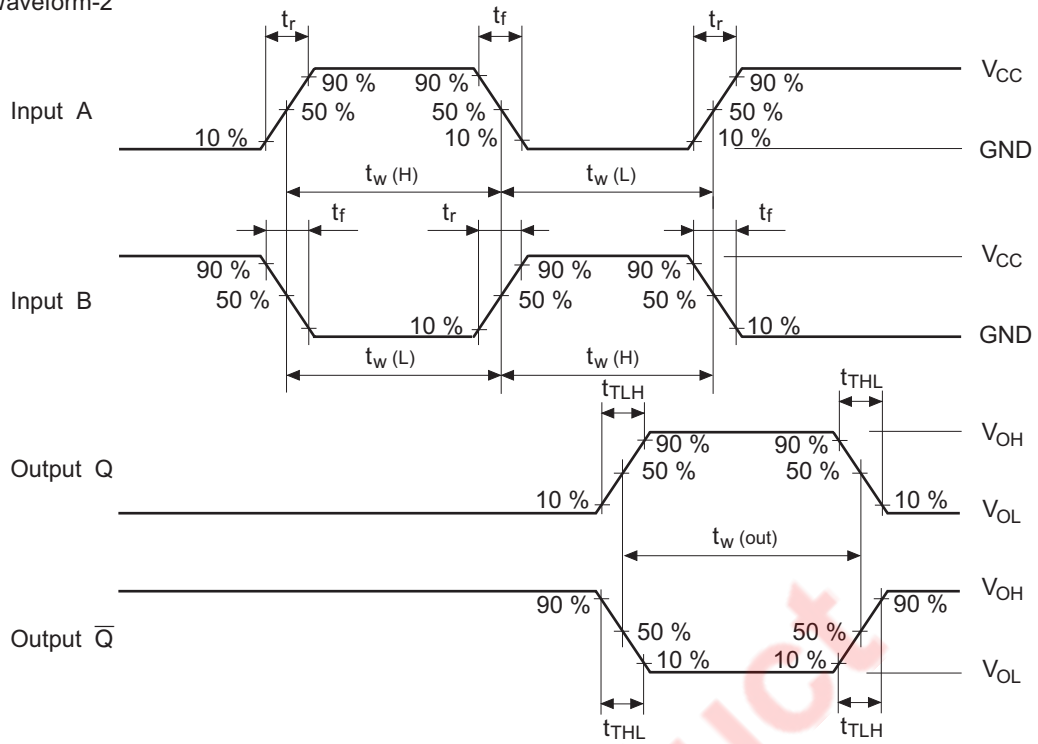 Waveform-2
tr tf tr
90 % 90 % 90 % VCC
Input A 50 % 50 % 50 %
10 % 10 % 10 % GND
tw (H) tw (L)
tf tr tf
90 % 90 % 90 % VCC
Input B 50 % 50 % 50 %
10 % 10 % GND
tw (L) tw (H)
tTLH tTHL
90 % 90 % VOH
Output Q 50 % 50 %
10 % 10 % VOL
tw (out)
90 % 90 % VOH
Output Q̅ 50 % 50 %
10 % 10 % VOL
tTHL tTLH
uct